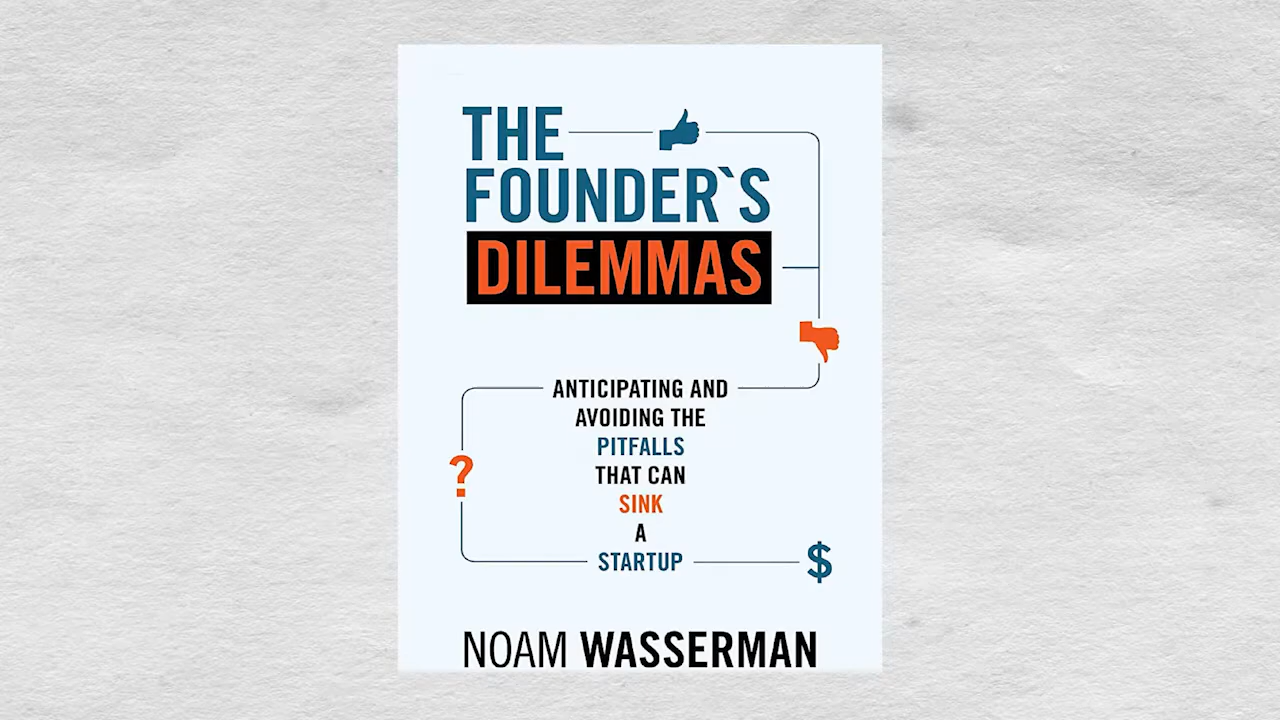 THE
FOUNDER`S
DILEMMAS
ANTICIPATING AND
AVOIDING THE
PITFALLS
THAT CAN
SINK
A
STARTUP
?
$
NOAM WASSERMAN